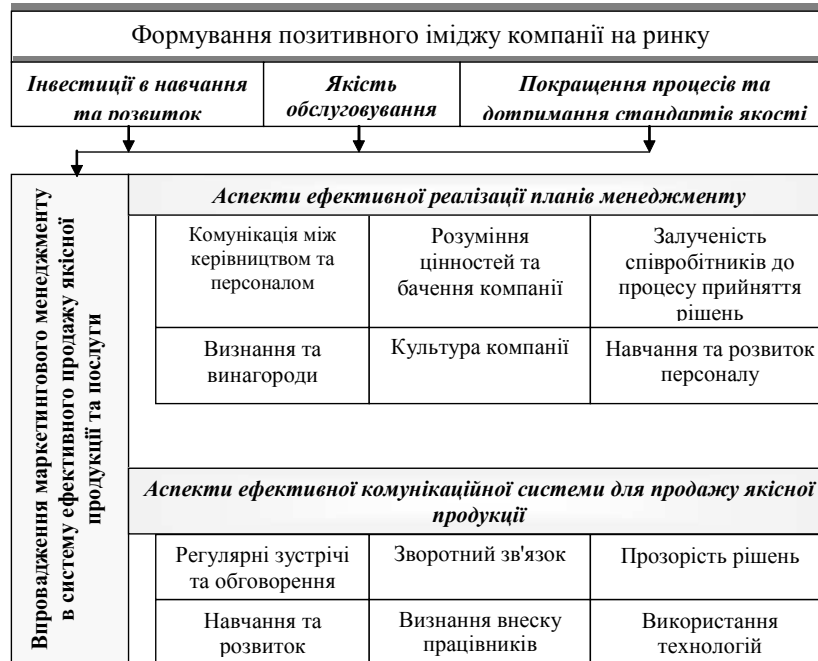 Формування позитивного іміджу компанії на ринку
Інвестиції в навчання
та розвиток
Якість
обслуговування
Покращення процесів та
дотримання стандартів якості
Впровадження маркетингового менеджменту
в систему ефективного продажу якісної
продукції та послуги
Аспекти ефективної реалізації планів менеджменту
Комунікація між
керівництвом та
персоналом
Розуміння
цінностей та
бачення компанії
Залученість
співробітників до
процесу прийняття
рішень
Визнання та
винагороди
Культура компанії
Навчання та розвиток
персоналу
Аспекти ефективної комунікаційної системи для продажу якісної
продукції
Регулярні зустрічі
та обговорення
Зворотний зв'язок
Прозорість рішень
Навчання та
розвиток
Визнання внеску
працівників
Використання
технологій